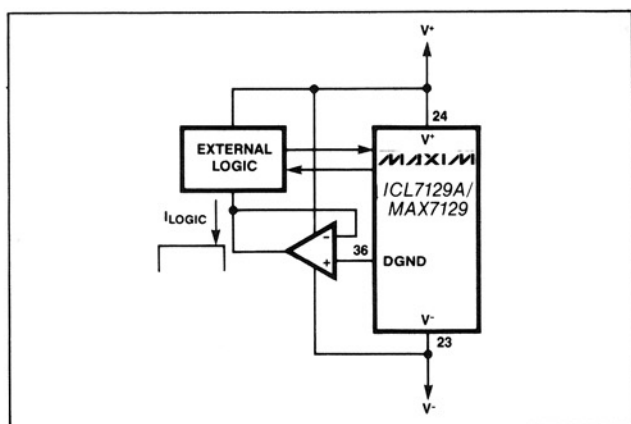 V+
24
V+
EXTERNAL
LOGIC
MAXIM
ICL7129A/
MAX7129
ILOGIC
-
+
36
DGND
V-
23
V-